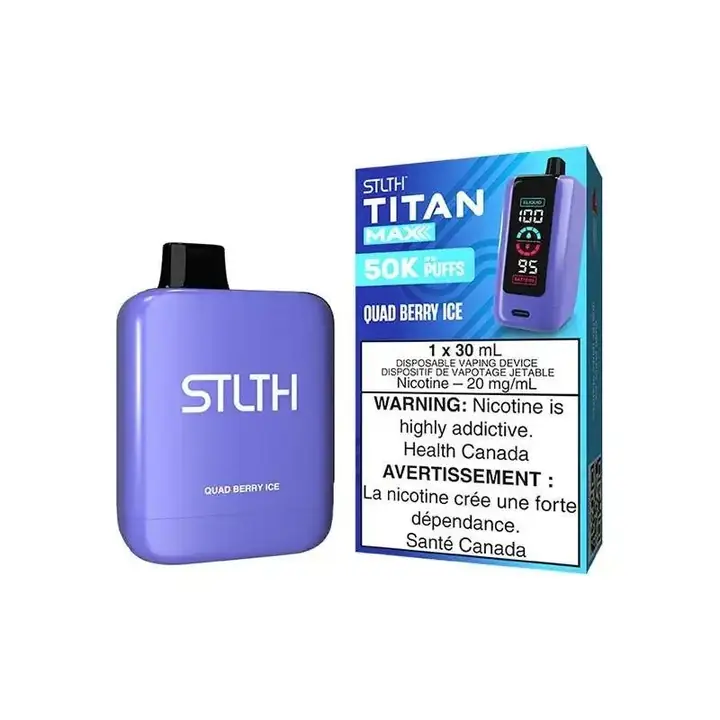 STLTH
QUAD BERRY ICE
STLTH
TITAN
MAX
50K PUFFS
QUAD BERRY ICE
ELIQUID
100
95
BATTERY
1 x 30 mL
DISPOSABLE VAPING DEVICE
DISPOSITIF DE VAPOTAGE JETABLE
Nicotine – 20 mg/mL
WARNING: Nicotine is
highly addictive.
Health Canada
AVERTISSEMENT :
La nicotine crée une forte
dépendance.
Santé Canada